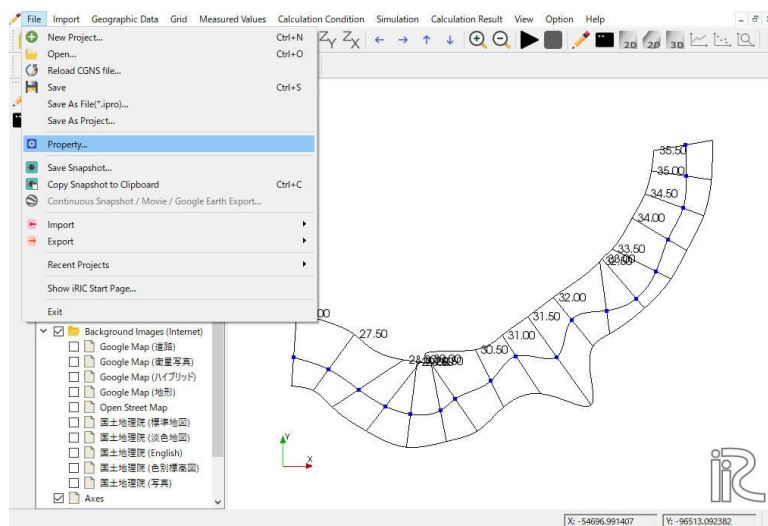 File Import Geographic Data Grid Measured Values Calculation Condition Simulation Calculation Result View Option Help
New Project... Ctrl+N
Open... Ctrl+O
Reload CGNS file...
Save Ctrl+S
Save As File(*.ipro)...
Save As Project...
Property...
Save Snapshot...
Copy Snapshot to Clipboard Ctrl+C
Continuous Snapshot / Movie / Google Earth Export...
Import
Export
Recent Projects
Show iRIC Start Page...
Exit
Background Images (Internet)
Google Map (道路)
Google Map (衛星写真)
Google Map (ハイブリッド)
Google Map (地形)
Open Street Map
国土地理院 (標準地図)
国土地理院 (淡色地図)
国土地理院 (English)
国土地理院 (色別標高図)
国土地理院 (写真)
Axes
ZY ZX 2D 2D 3D
35.50
35.00
34.50
34.00
33.50
32.00
31.50
31.00
30.50
27.50
Y
X
iRIC
X: -54696.991407 Y: -96513.092382